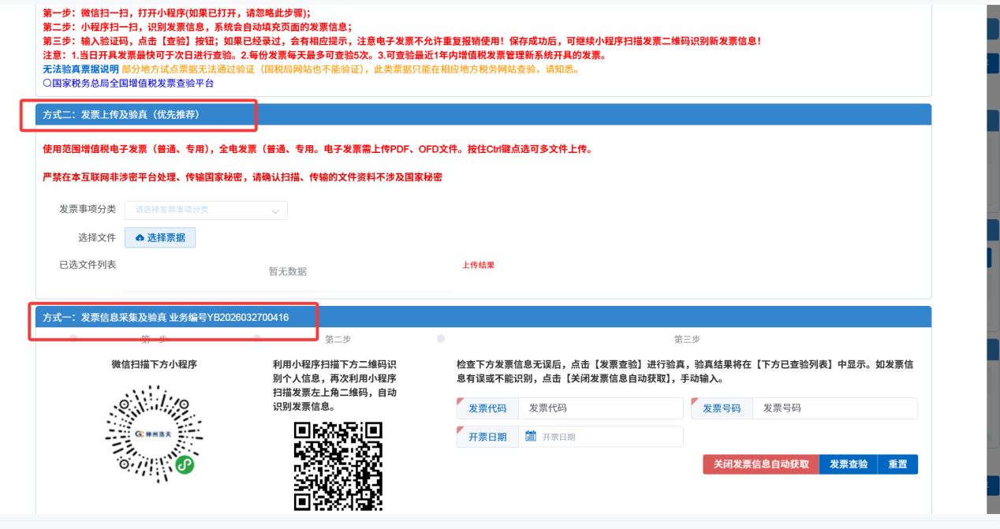 第一步：微信扫一扫，打开小程序(如果已打开，请忽略此步骤);
第二步：小程序扫一扫，识别发票信息，系统会自动填充页面的发票信息；
第三步：输入验证码，点击【查验】按钮；如果已经录过，会有相应提示，注意电子发票不允许重复报销使用！保存成功后，可继续小程序扫描发票二维码识别新发票信息！
注意：1.当日开具发票最快可于次日进行查验。2.每份发票每天最多可查验5次。3.可查验最近1年内增值税发票管理新系统开具的发票。
无法验真票据说明 部分地方试点票据无法通过验证（国税局网站也不能验证），此类票据只能在相应地方税务网站查验，请知悉。
国家税务总局全国增值税发票查验平台
方式二：发票上传及验真（优先推荐）
使用范围增值税电子发票（普通、专用），全电发票（普通、专用。电子发票需上传PDF、OFD文件。按住Ctrl键点选可多文件上传。
严禁在本互联网非涉密平台处理、传输国家秘密，请确认扫描、传输的文件资料不涉及国家秘密
发票事项分类 请选择发票事项分类
选择文件 选择票据
已选文件列表 暂无数据 上传结果
方式一：发票信息采集及验真 业务编号YB2026032700416
第一步 第二步 第三步
微信扫描下方小程序
利用小程序扫描下方二维码识
别个人信息，再次利用小程序
扫描发票左上角二维码，自动
识别发票信息。
检查下方发票信息无误后，点击【发票查验】进行验真，验真结果将在【下方已查验列表】中显示。如发票信
息有误或不能识别，点击【关闭发票信息自动获取】，手动输入。
发票代码 发票代码 发票号码 发票号码
开票日期 开票日期
神州浩天
关闭发票信息自动获取 发票查验 重置